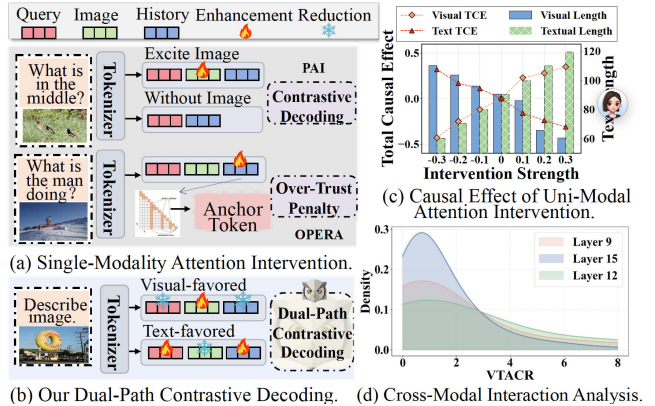 Query Image History Enhancement Reduction
What is
in the
middle?
Tokenizer
Excite Image
Without Image
PAI
Contrastive
Decoding
What is
the man
doing?
Tokenizer
Anchor
Token
Over-Trust
Penalty
OPERA
(a) Single-Modality Attention Intervention.
Describe
image.
Tokenizer
Visual-favored
Text-favored
Dual-Path
Contrastive
Decoding
(b) Our Dual-Path Contrastive Decoding.
Visual TCE Visual Length
Text TCE Textual Length
Total Causal Effect
0.5
0.0
-0.5
120
100
80
60
-0.3 -0.2 -0.1 0 0.1 0.2 0.3
Intervention Strength
(c) Causal Effect of Uni-Modal
Attention Intervention.
Layer 9
Layer 15
Layer 12
Density
0.3
0.2
0.1
0.0
0 2 4 6 8
VTACR
(d) Cross-Modal Interaction Analysis.